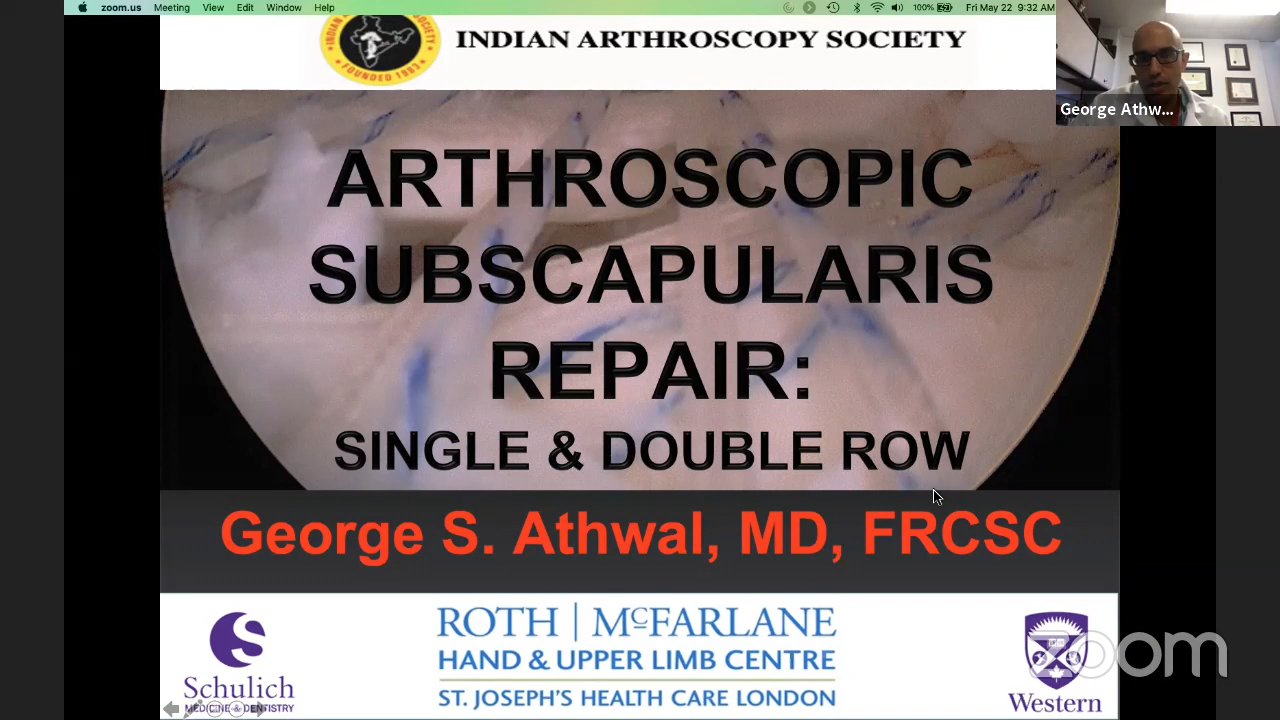 zoom.us Meeting View Edit Window Help 100% Fri May 22 9:32 AM
INDIAN ARTHROSCOPY SOCIETY
FOUNDED 1983
George Athw...
ARTHROSCOPIC
SUBSCAPULARIS
REPAIR:
SINGLE & DOUBLE ROW
George S. Athwal, MD, FRCSC
Schulich
MEDICINE & DENTISTRY
ROTH | McFARLANE
HAND & UPPER LIMB CENTRE
ST. JOSEPH'S HEALTH CARE LONDON
Western
zoom